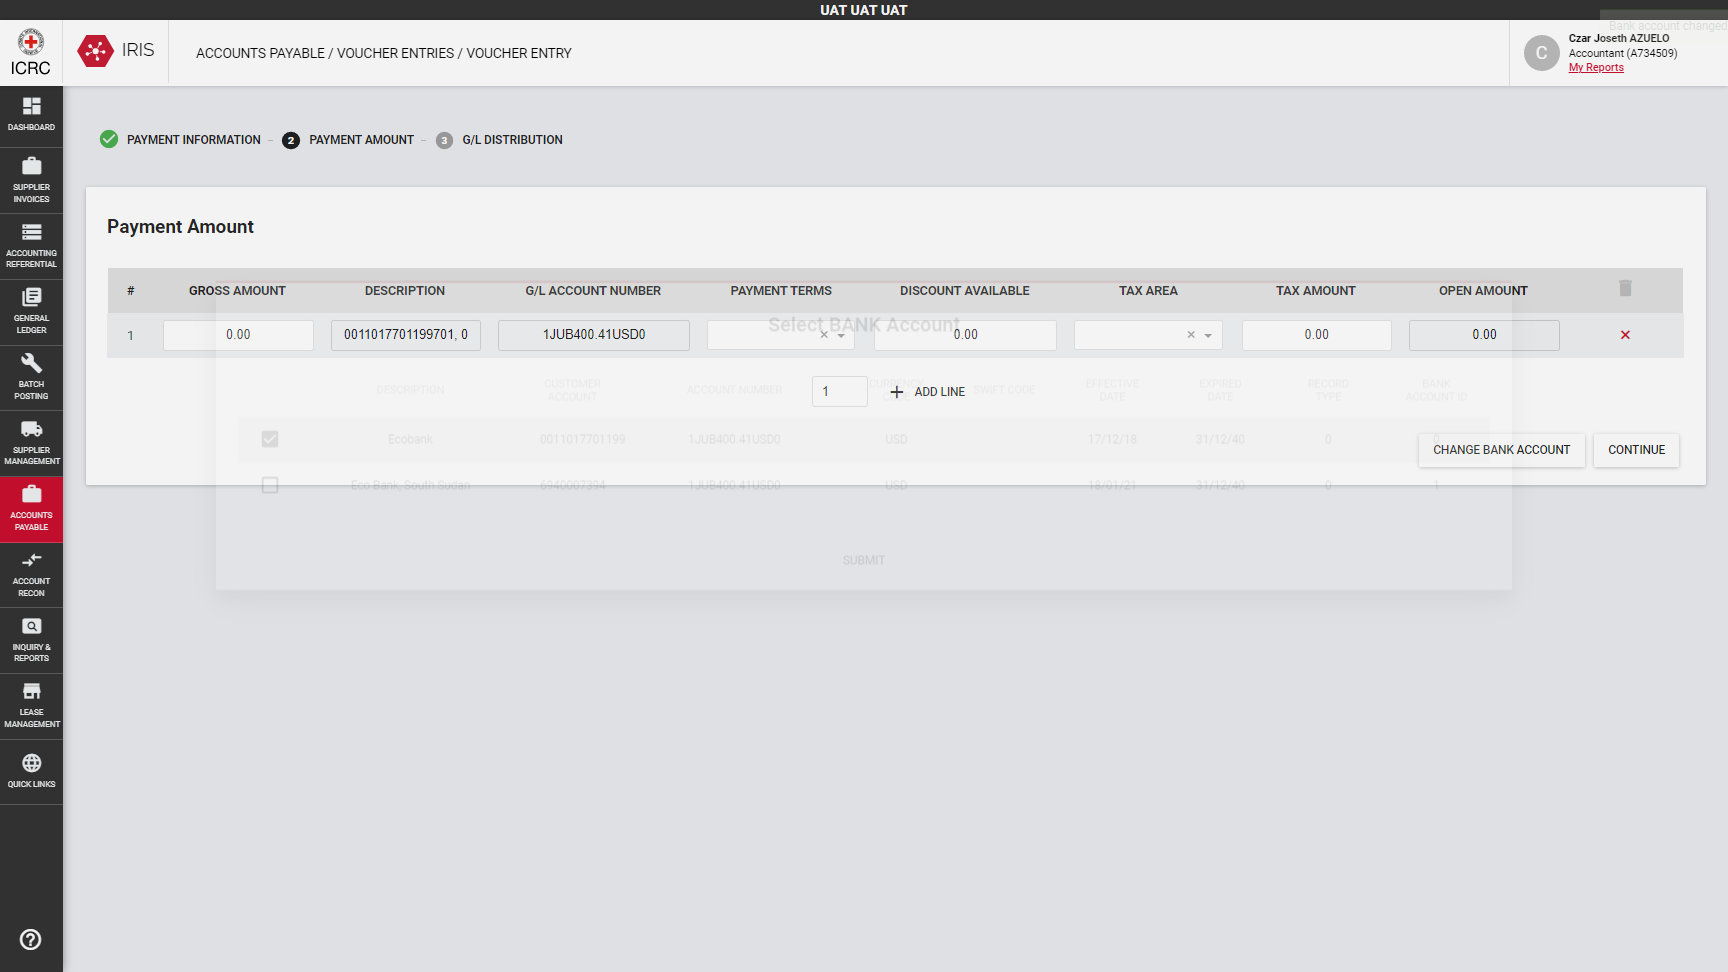 UAT UAT UAT
Bank account changed
ICRC
IRIS
ACCOUNTS PAYABLE / VOUCHER ENTRIES / VOUCHER ENTRY
C
Czar Joseth AZUELO
Accountant (A734509)
My Reports
DASHBOARD
SUPPLIER
INVOICES
ACCOUNTING
REFERENTIAL
GENERAL
LEDGER
BATCH
POSTING
SUPPLIER
MANAGEMENT
ACCOUNTS
PAYABLE
ACCOUNT
RECON
INQUIRY &
REPORTS
LEASE
MANAGEMENT
QUICK LINKS
PAYMENT INFORMATION – 2 PAYMENT AMOUNT – 3 G/L DISTRIBUTION
Payment Amount
# GROSS AMOUNT DESCRIPTION G/L ACCOUNT NUMBER PAYMENT TERMS DISCOUNT AVAILABLE TAX AREA TAX AMOUNT OPEN AMOUNT
1 0.00 0011017701199701, 0 1JUB400.41USD0 0.00 0.00 0.00
1 ADD LINE
CHANGE BANK ACCOUNT CONTINUE
Select BANK Account
DESCRIPTION CUSTOMER ACCOUNT ACCOUNT NUMBER CURRENCY SWIFT CODE EFFECTIVE DATE EXPIRED DATE RECORD TYPE BANK ACCOUNT ID
Ecobank 0011017701199 1JUB400.41USD0 USD 17/12/18 31/12/40 0 0
Eco Bank, South Sudan 6940007394 1JUB400.41USD0 USD 18/01/21 31/12/40 0 1
SUBMIT